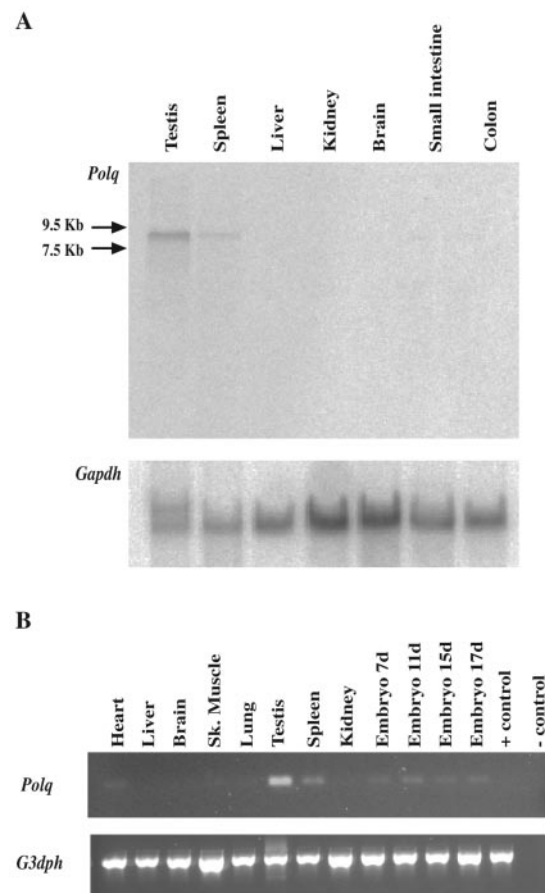 A
Testis
Spleen
Liver
Kidney
Brain
Small intestine
Colon
Polq
9.5 Kb
7.5 Kb
Gapdh
B
Heart
Liver
Brain
Sk. Muscle
Lung
Testis
Spleen
Kidney
Embryo 7d
Embryo 11d
Embryo 15d
Embryo 17d
+ control
- control
Polq
G3dph